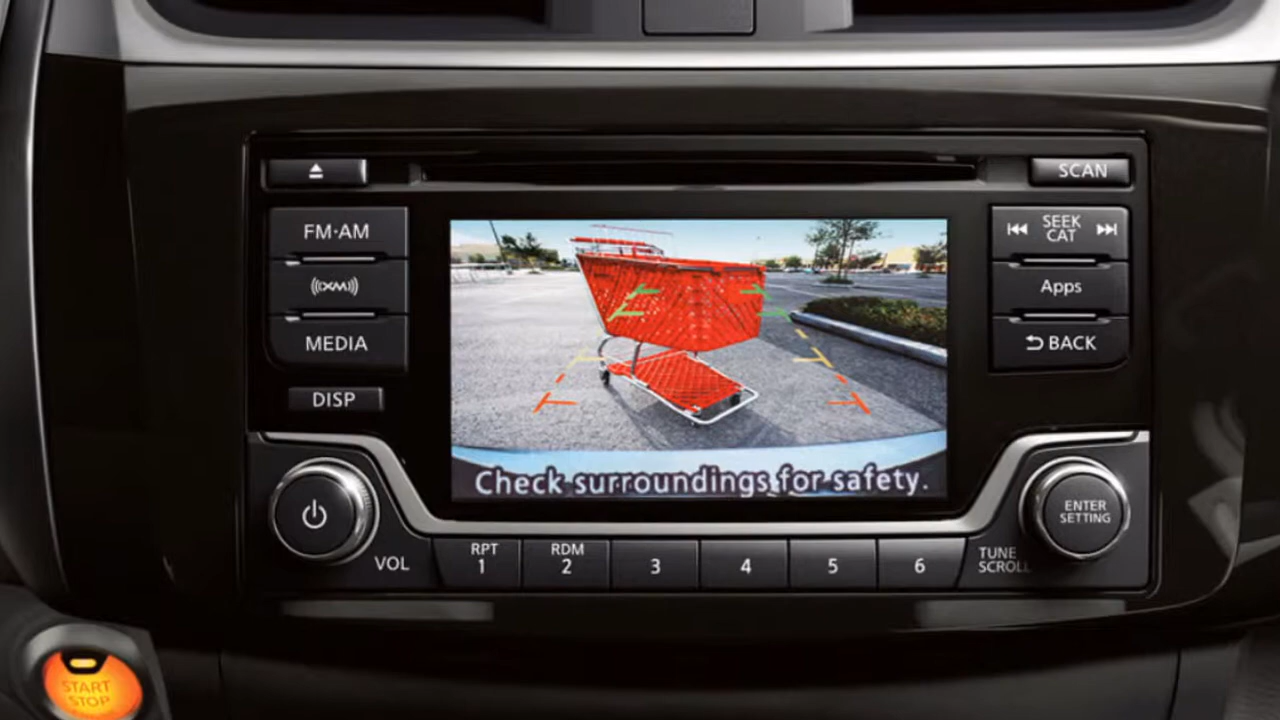 SCAN
FM·AM
SEEK
CAT
XM
Apps
MEDIA
BACK
DISP
Check surroundings for safety.
ENTER
SETTING
VOL
RPT
1
RDM
2
3
4
5
6
TUNE
SCROLL
START
STOP